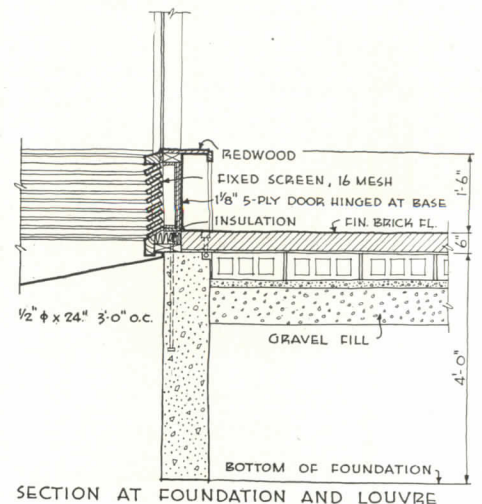 REDWOOD
FIXED SCREEN, 16 MESH
1⅛" 5-PLY DOOR HINGED AT BASE
INSULATION
FIN. BRICK FL.
1'-6"
6"
½" ϕ x 24" 3'-0" O.C.
GRAVEL FILL
4'-0"
BOTTOM OF FOUNDATION
SECTION AT FOUNDATION AND LOUVRE